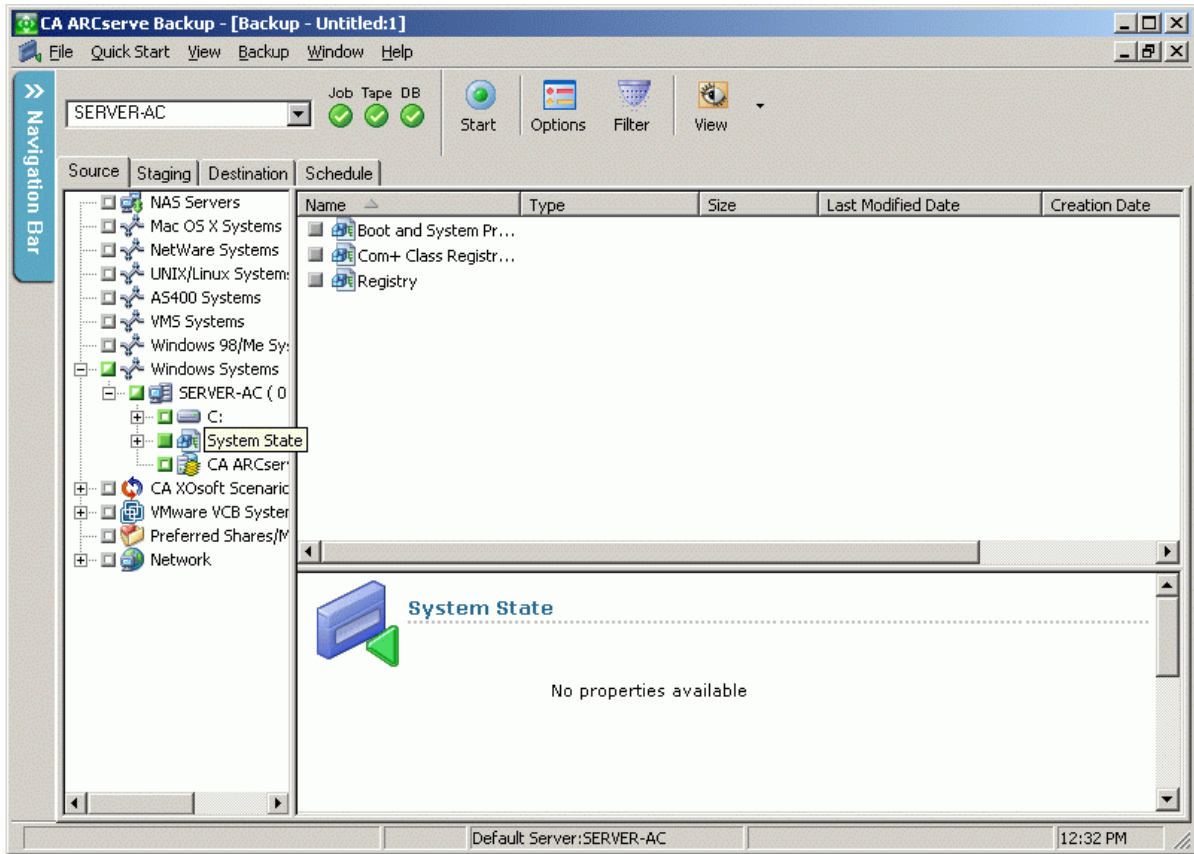 CA ARCserve Backup - [Backup - Untitled:1]
File Quick Start View Backup Window Help
Navigation Bar
SERVER-AC
Job Tape DB
Start
Options
Filter
View
Source Staging Destination Schedule
NAS Servers
Mac OS X Systems
NetWare Systems
UNIX/Linux System
AS400 Systems
VMS Systems
Windows 98/Me Sy
Windows Systems
SERVER-AC ( 0
C:
System State
CA ARCser
CA XOsoft Scenaric
VMware VCB System
Preferred Shares/M
Network
Name Type Size Last Modified Date Creation Date
Boot and System Pr...
Com+ Class Registr...
Registry
System State
No properties available
Default Server:SERVER-AC
12:32 PM